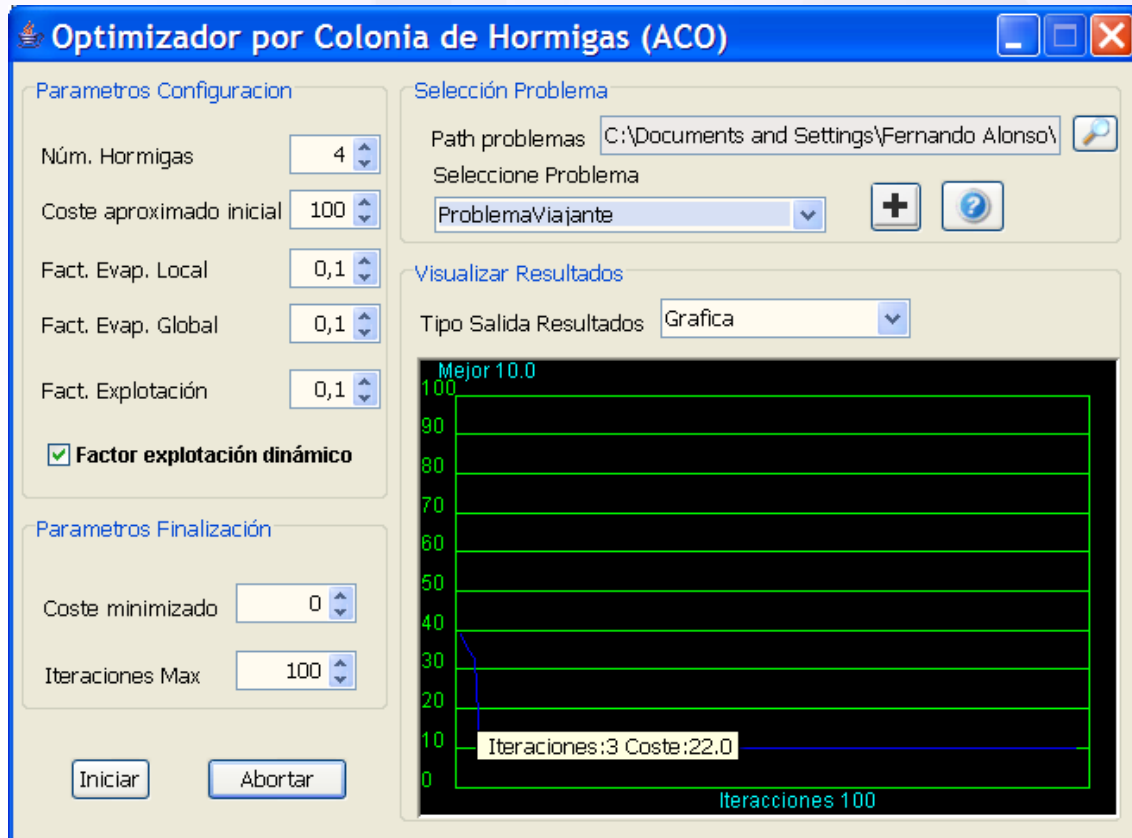 Optimizador por Colonia de Hormigas (ACO)
Parametros Configuracion
Núm. Hormigas 4
Coste aproximado inicial 100
Fact. Evap. Local 0,1
Fact. Evap. Global 0,1
Fact. Explotación 0,1
Factor explotación dinámico
Parametros Finalización
Coste minimizado 0
Iteraciones Max 100
Iniciar Abortar
Selección Problema
Path problemas C:\Documents and Settings\Fernando Alonso\
Seleccione Problema
ProblemaViajante + ?
Visualizar Resultados
Tipo Salida Resultados Grafica
Mejor 10.0
100
90
80
70
60
50
40
30
20
10 Iteraciones:3 Coste:22.0
0
Iteracciones 100